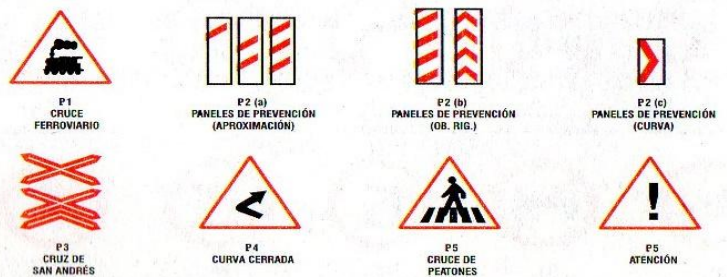 P1
CRUCE
FERROVIARIO
P2 (a)
PANELES DE PREVENCIÓN
(APROXIMACIÓN)
P2 (b)
PANELES DE PREVENCIÓN
(OB. RIG.)
P2 (c)
PANELES DE PREVENCIÓN
(CURVA)
P3
CRUZ DE
SAN ANDRÉS
P4
CURVA CERRADA
P5
CRUCE DE
PEATONES
!
P5
ATENCIÓN